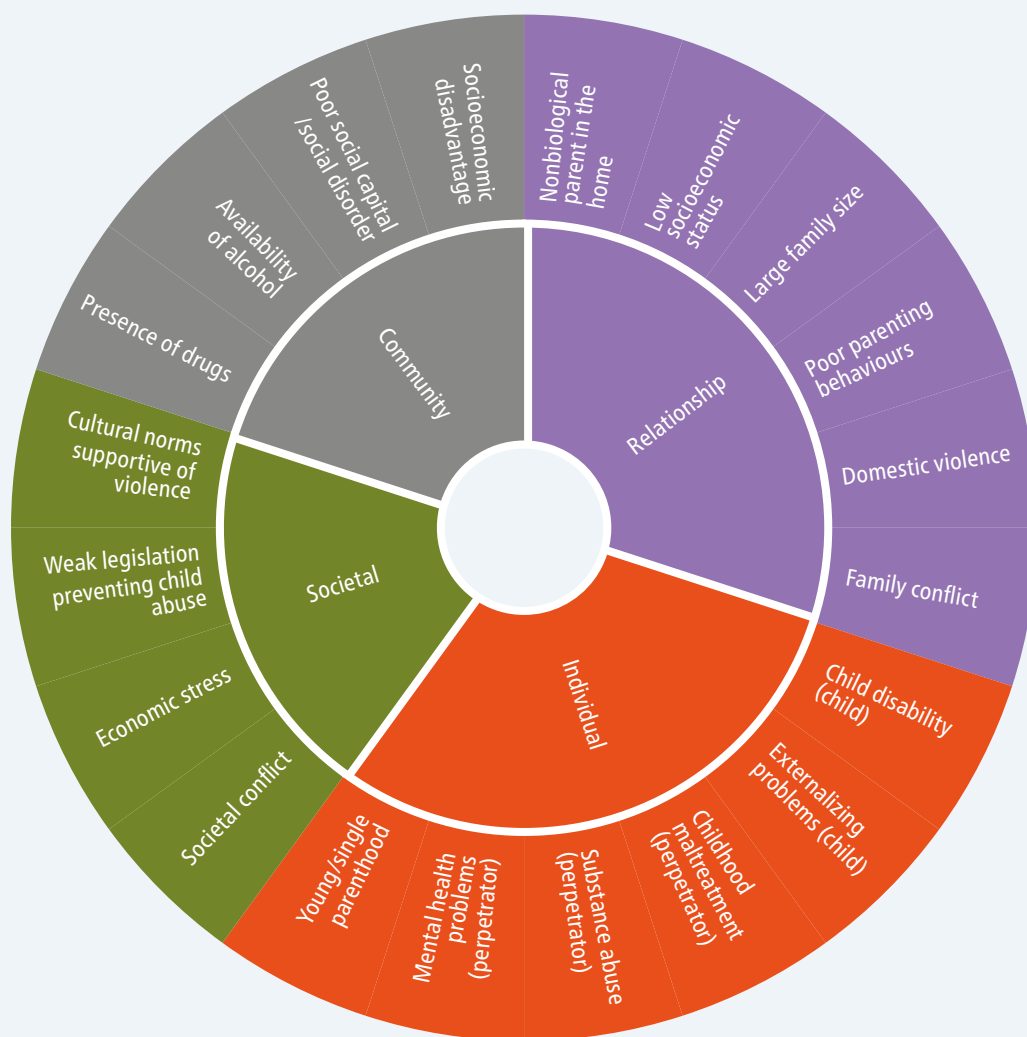 Nonbiological
parent in the
home
Low
socioeconomic
status
Large family size
Poor parenting
behaviours
Domestic violence
Family conflict
Relationship
Child disability
(child)
Externalizing
problems (child)
Childhood
maltreatment
(perpetrator)
Substance abuse
(perpetrator)
Mental health
problems
(perpetrator)
Young/single
parenthood
Individual
Societal conflict
Economic stress
Weak legislation
preventing child
abuse
Cultural norms
supportive of
violence
Societal
Presence of drugs
Availability
of alcohol
Poor social capital
/social disorder
Socioeconomic
disadvantage
Community